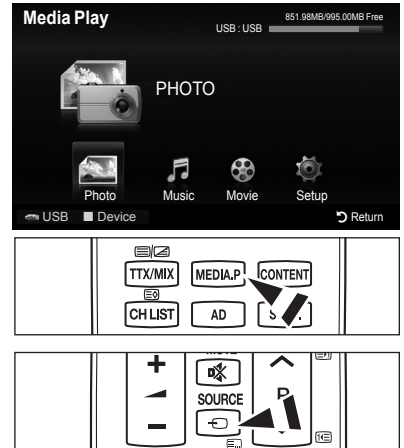 Media Play
851.98MB/995.00MB Free
USB : USB
PHOTO
Photo Music Movie Setup
USB Device Return
TTX/MIX MEDIA.P CONTENT
CH LIST AD
SOURCE